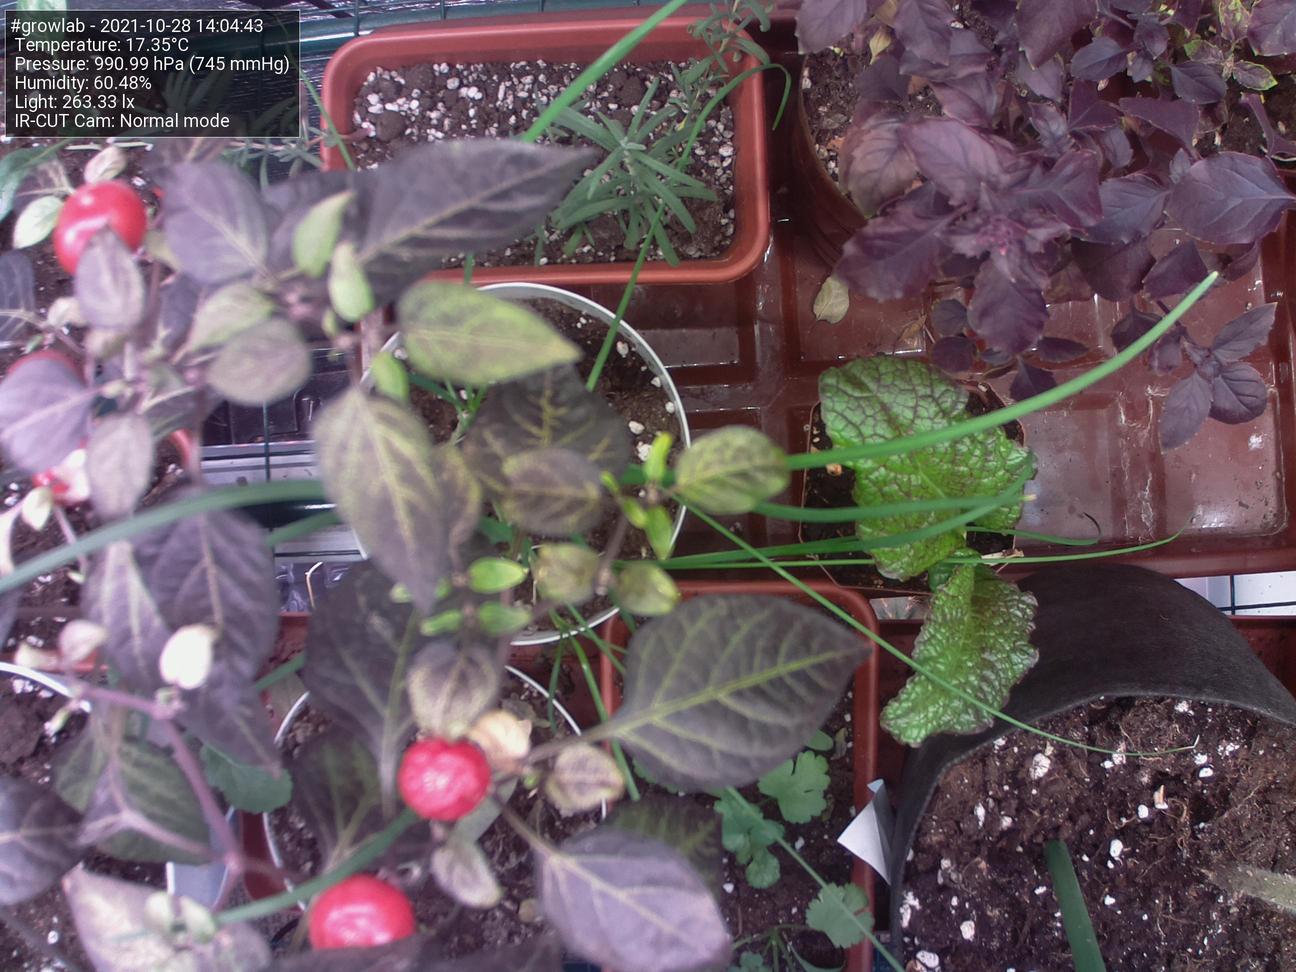 #growlab - 2021-10-28 14:04:43
Temperature: 17.35°C
Pressure: 990.99 hPa (745 mmHg)
Humidity: 60.48%
Light: 263.33 lx
IR-CUT Cam: Normal mode